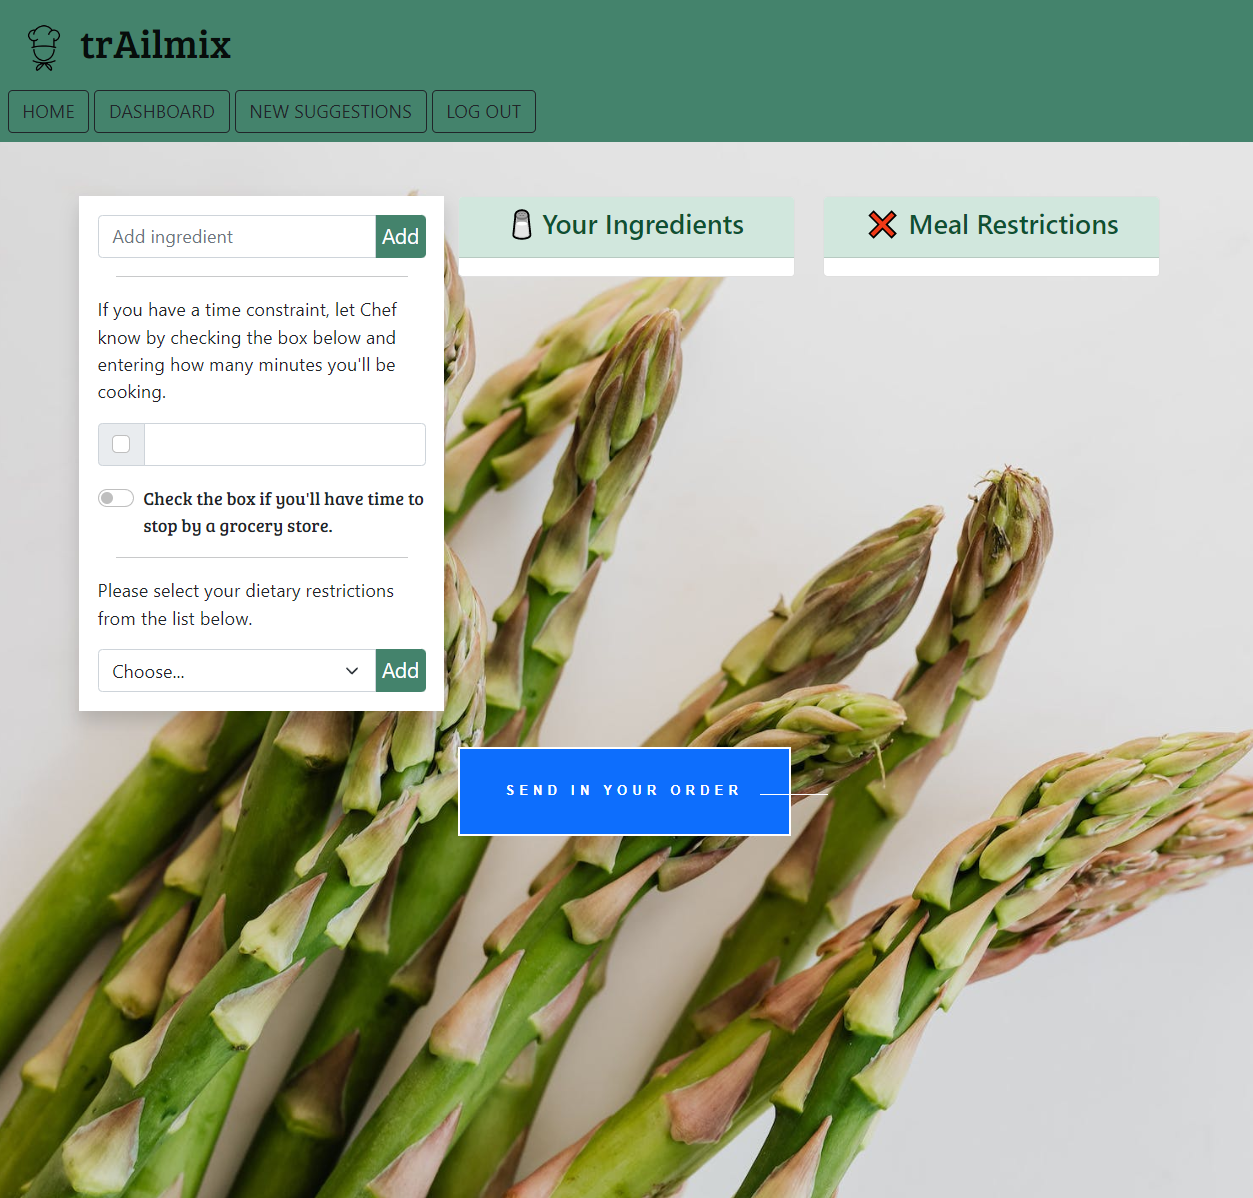 trAilmix
HOME
DASHBOARD
NEW SUGGESTIONS
LOG OUT
Add ingredient
Add
If you have a time constraint, let Chef
know by checking the box below and
entering how many minutes you'll be
cooking.
Check the box if you'll have time to
stop by a grocery store.
Please select your dietary restrictions
from the list below.
Choose...
Add
Your Ingredients
Meal Restrictions
SEND IN YOUR ORDER